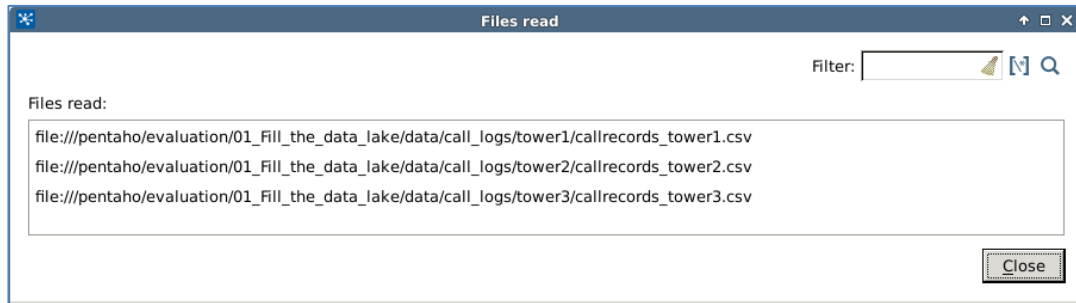 Files read
Filter:
Files read:
file:///pentaho/evaluation/01_Fill_the_data_lake/data/call_logs/tower1/callrecords_tower1.csv
file:///pentaho/evaluation/01_Fill_the_data_lake/data/call_logs/tower2/callrecords_tower2.csv
file:///pentaho/evaluation/01_Fill_the_data_lake/data/call_logs/tower3/callrecords_tower3.csv
Close